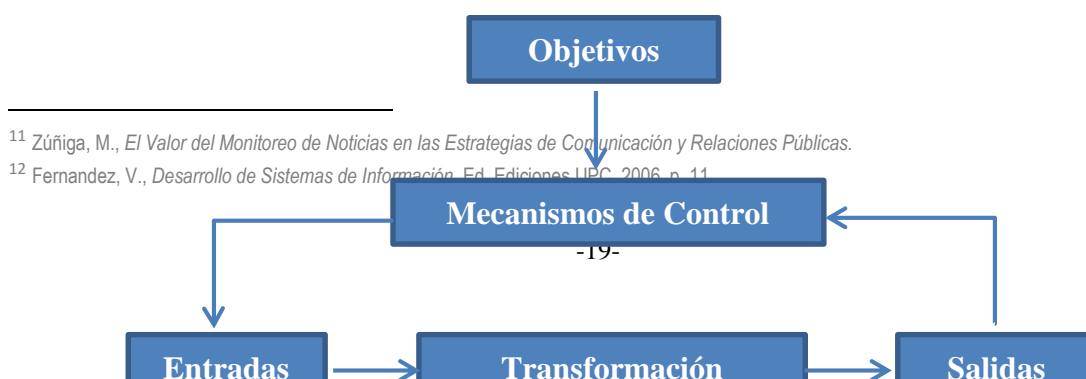 Objetivos
11 Zúñiga, M., El Valor del Monitoreo de Noticias en las Estrategias de Comunicación y Relaciones Públicas.
12 Fernandez, V., Desarrollo de Sistemas de Información, Ed. Ediciones UPC, 2006, p. 11
Mecanismos de Control
-19-
Entradas
Transformación
Salidas